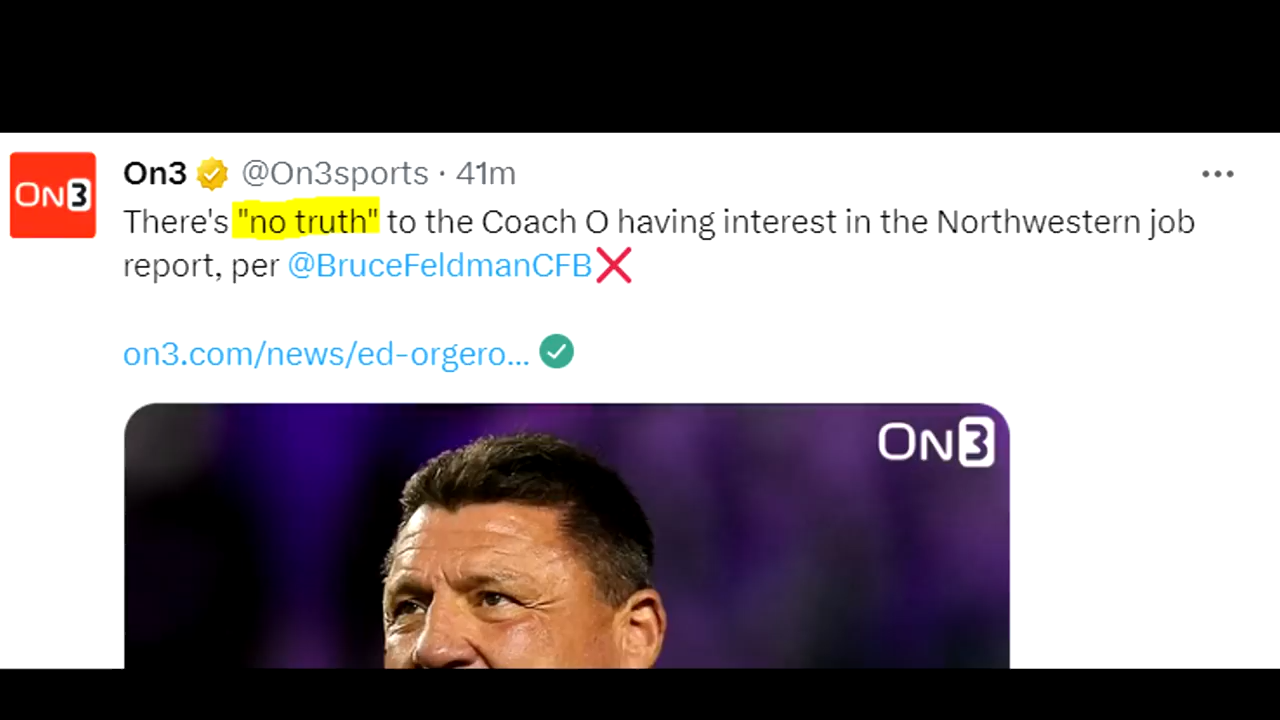 ON3
On3 @On3sports · 41m
There's "no truth" to the Coach O having interest in the Northwestern job
report, per @BruceFeldmanCFB❌
on3.com/news/ed-orgero...
ON3